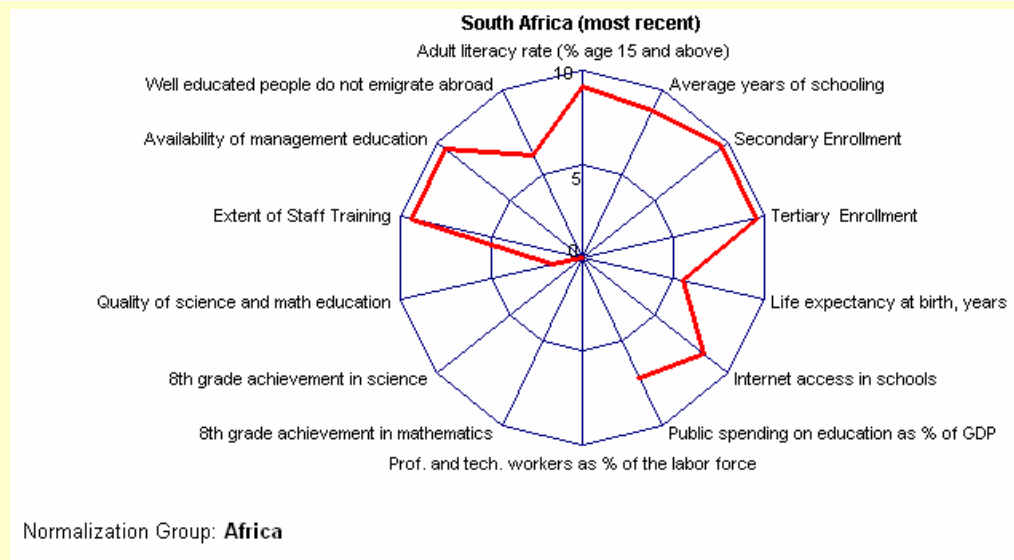 South Africa (most recent)
Adult literacy rate (% age 15 and above)
Well educated people do not emigrate abroad
10
Average years of schooling
Availability of management education
Secondary Enrollment
5
Extent of Staff Training
Tertiary Enrollment
0
Quality of science and math education
Life expectancy at birth, years
8th grade achievement in science
Internet access in schools
8th grade achievement in mathematics
Public spending on education as % of GDP
Prof. and tech. workers as % of the labor force
Normalization Group: Africa